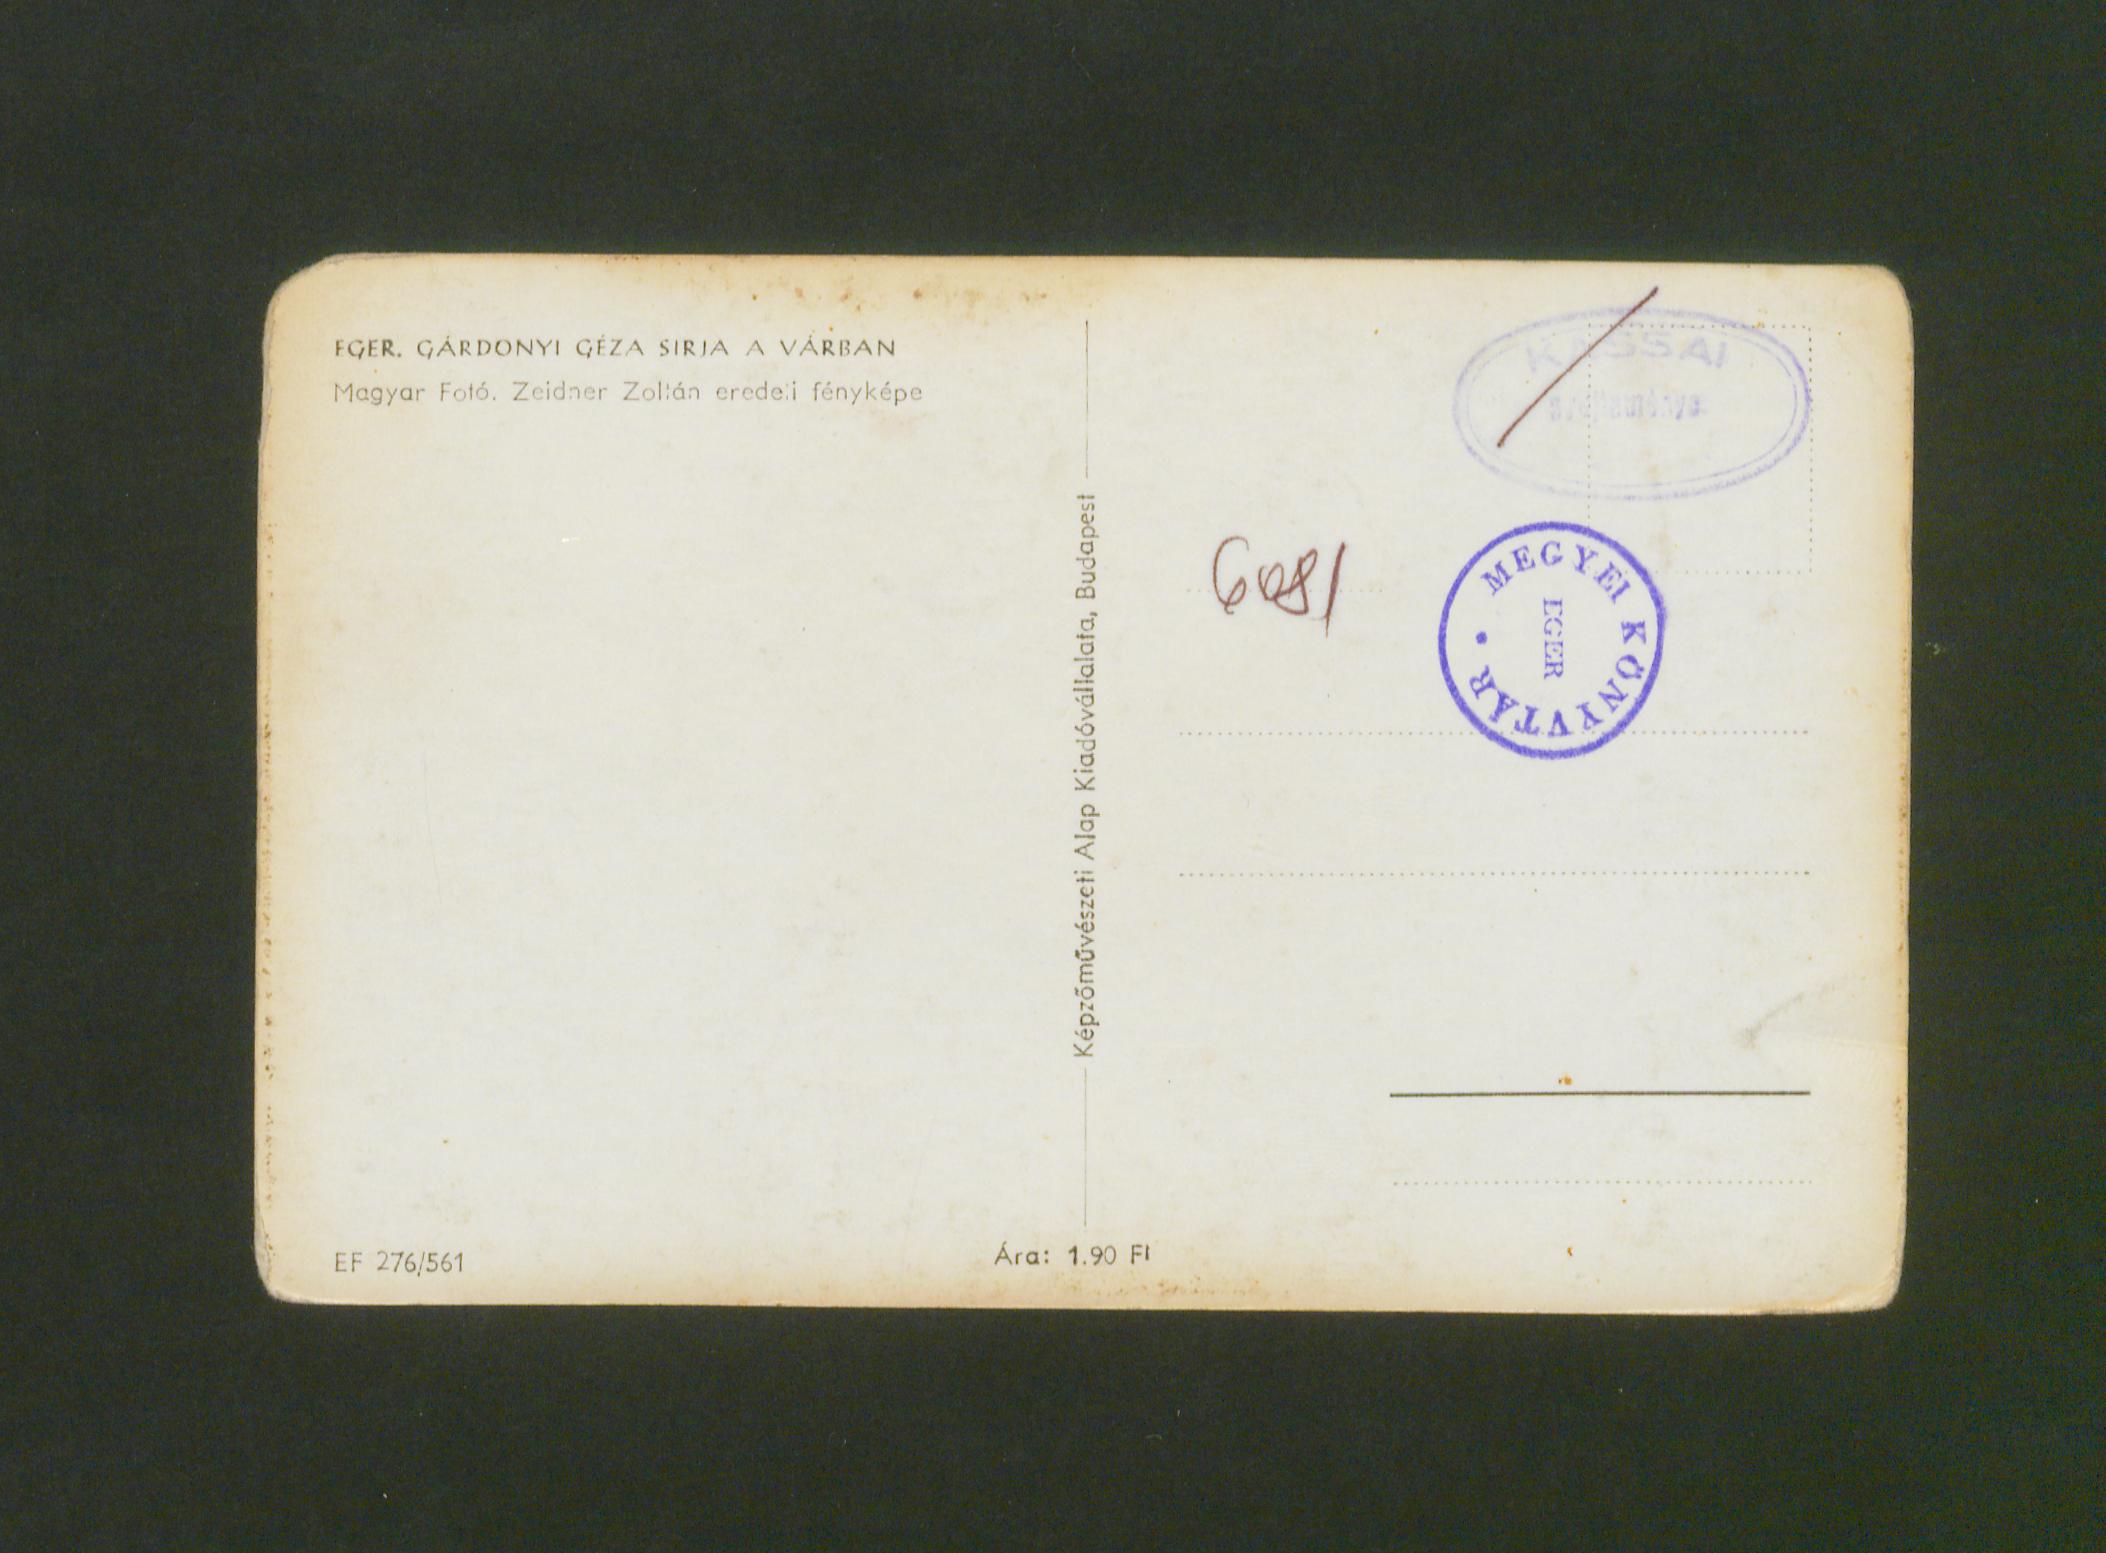 EGER. GÁRDONYI GÉZA SIRJA A VÁRBAN
Magyar Fotó. Zeidner Zoltán eredeti fényképe
Képzőművészeti Alap Kiadóvállalata, Budapest
KASSAI
6081
MEGYEI KÖNYVTÁR •
EGER
EF 276/561
Ára: 1.90 Ft